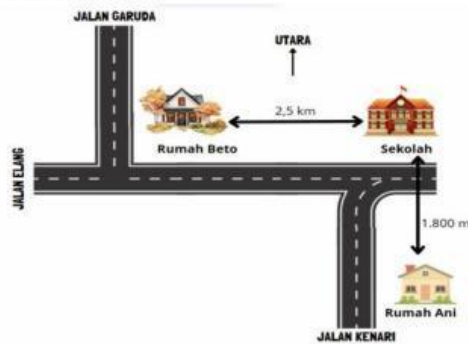 JALAN GARUDA
UTARA
2,5 km
Rumah Beto
Sekolah
JALAN ELANG
1.800 m
Rumah Ani
JALAN KENARI